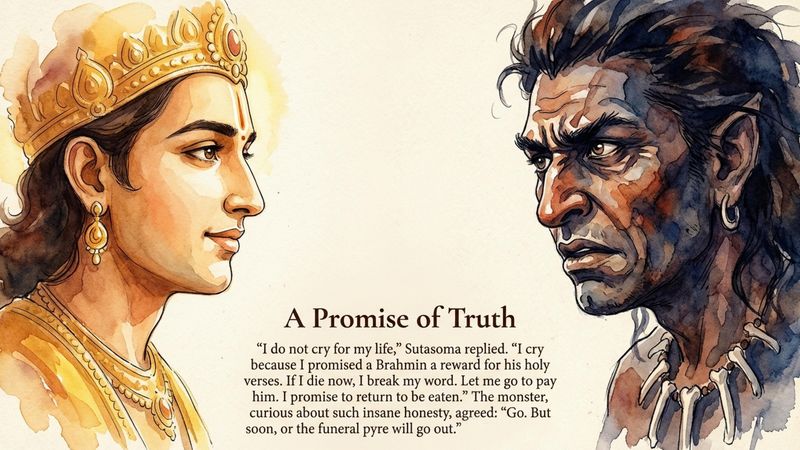 A Promise of Truth
“I do not cry for my life,” Sutasoma replied. “I cry
because I promised a Brahmin a reward for his holy
verses. If I die now, I break my word. Let me go to pay
him. I promise to return to be eaten.” The monster,
curious about such insane honesty, agreed: “Go. But
soon, or the funeral pyre will go out.”